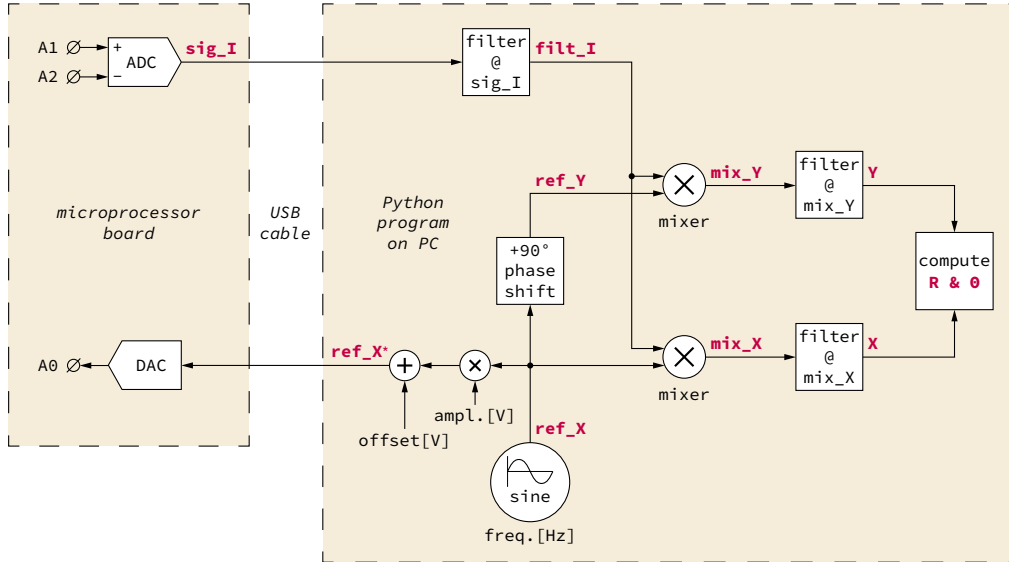 A1
+
A2
−
ADC
sig_I
filter
@
sig_I
filt_I
microprocessor
board
USB
cable
Python
program
on PC
ref_Y
+90°
phase
shift
mixer
mix_Y
filter
@
mix_Y
Y
compute
R & 0
A0
DAC
ref_X*
+
×
offset[V]
ampl.[V]
ref_X
mixer
mix_X
filter
@
mix_X
X
sine
freq.[Hz]